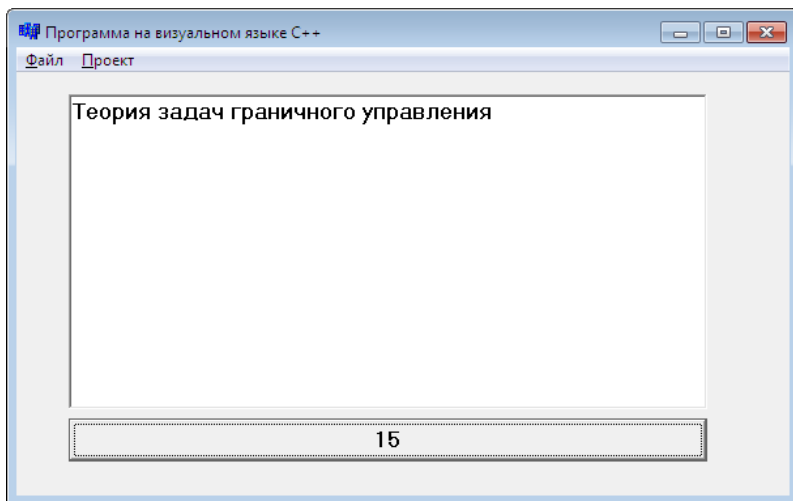 Программа на визуальном языке C++
Файл Проект
Теория задач граничного управления
15